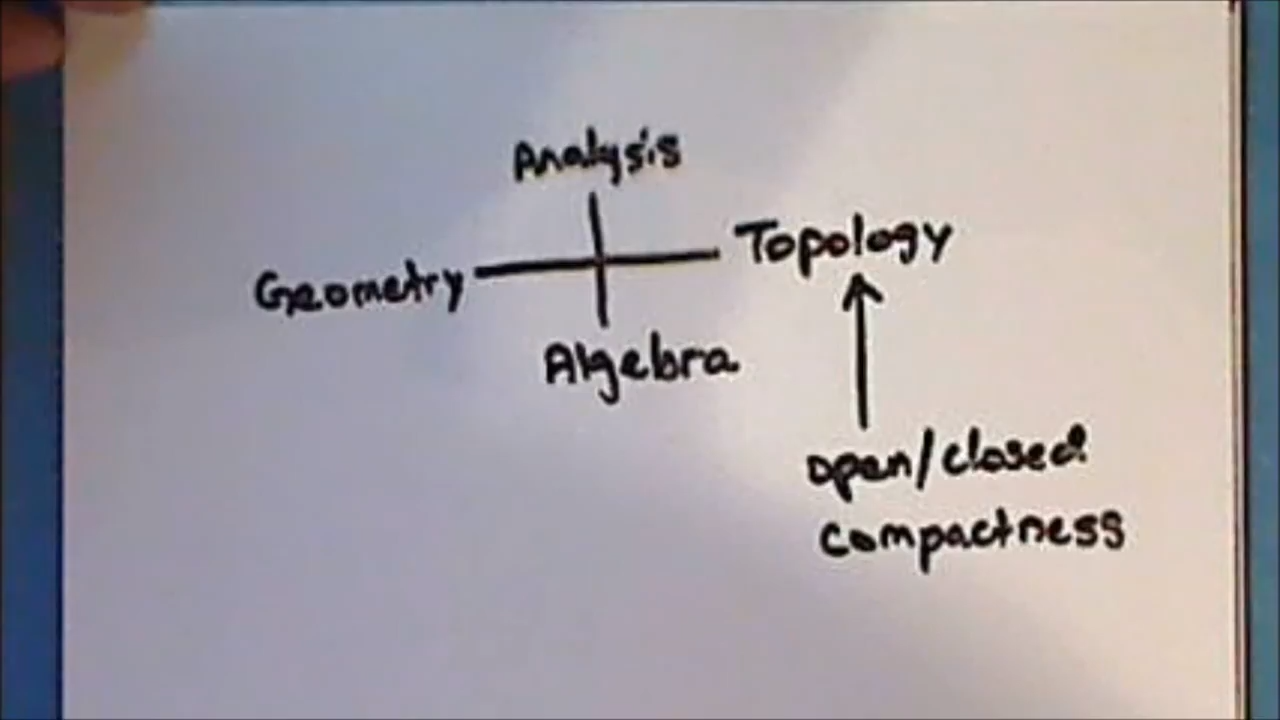 Analysis
Topology
Geometry
Algebra
open/closed
compactness